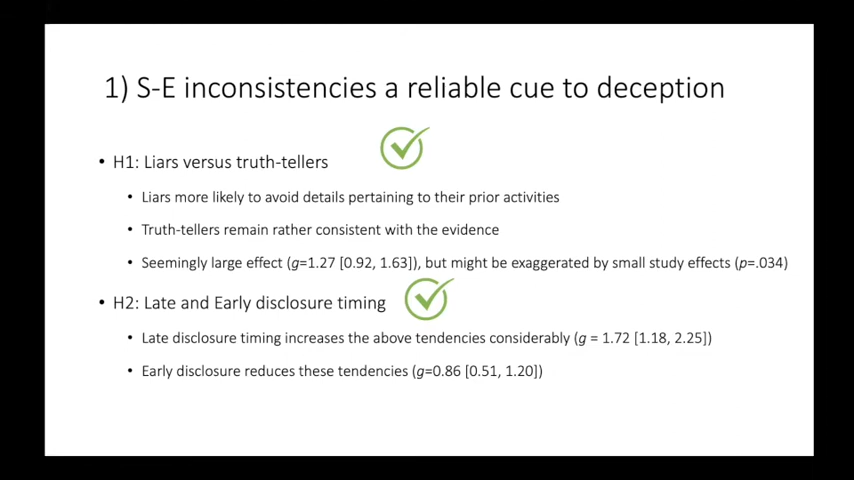 1) S-E inconsistencies a reliable cue to deception
• H1: Liars versus truth-tellers
• Liars more likely to avoid details pertaining to their prior activities
• Truth-tellers remain rather consistent with the evidence
• Seemingly large effect (g=1.27 [0.92, 1.63]), but might be exaggerated by small study effects (p=.034)
• H2: Late and Early disclosure timing
• Late disclosure timing increases the above tendencies considerably (g = 1.72 [1.18, 2.25])
• Early disclosure reduces these tendencies (g=0.86 [0.51, 1.20])